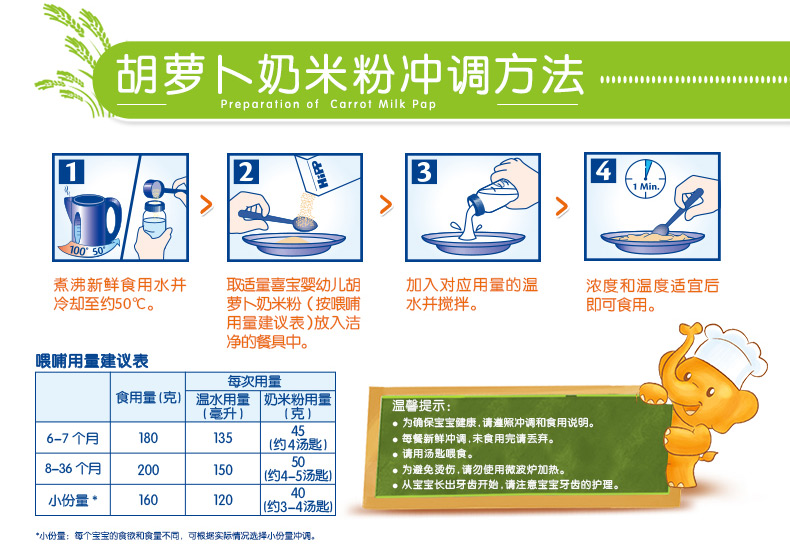 胡萝卜奶米粉冲调方法
Preparation of Carrot Milk Pap
1
100° 50°
2
HiPP
3
4
1 Min.
煮沸新鲜食用水并
冷却至约50℃。
取适量喜宝婴幼儿胡
萝卜奶米粉（按喂哺
用量建议表）放入洁
净的餐具中。
加入对应用量的温
水并搅拌。
浓度和温度适宜后
即可食用。
喂哺用量建议表
食用量(克) 每次用量
温水用量(毫升) 奶米粉用量(克)
6-7 个月 180 135 45(约4汤匙)
8-36 个月 200 150 50(约4-5汤匙)
小份量 * 160 120 40(约3-4汤匙)
*小份量：每个宝宝的食欲和食量不同，可根据实际情况选择小份量冲调。
温馨提示：
● 为确保宝宝健康，请遵照冲调和食用说明。
● 每餐新鲜冲调，未食用完请丢弃。
● 请用汤匙喂食。
● 为避免烫伤，请勿使用微波炉加热。
● 从宝宝长出牙齿开始，请注意宝宝牙齿的护理。